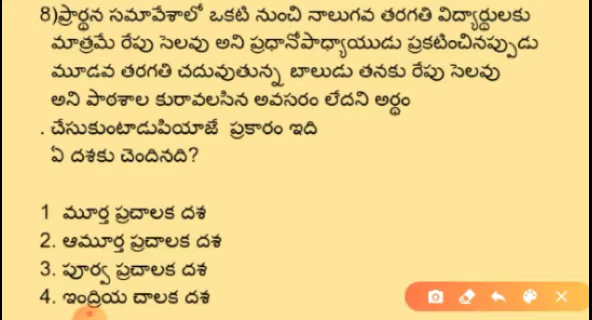 8)ప్రార్థన సమావేశాలో ఒకటి నుంచి నాలుగవ తరగతి విద్యార్థులకు
మాత్రమే రేపు సెలవు అని ప్రధానోపాధ్యాయుడు ప్రకటించినప్పుడు
మూడవ తరగతి చదువుతున్న బాలుడు తనకు రేపు సెలవు
అని పాఠశాల కురావలసిన అవసరం లేదని అర్థం
. చేసుకుంటాడుపియాజే ప్రకారం ఇది
ఏ దశకు చెందినది?
1 మూర్త ప్రచాలక దశ
2. ఆమూర్త ప్రచాలక దశ
3. పూర్వ ప్రచాలక దశ
4. ఇంద్రియ చాలక దశ